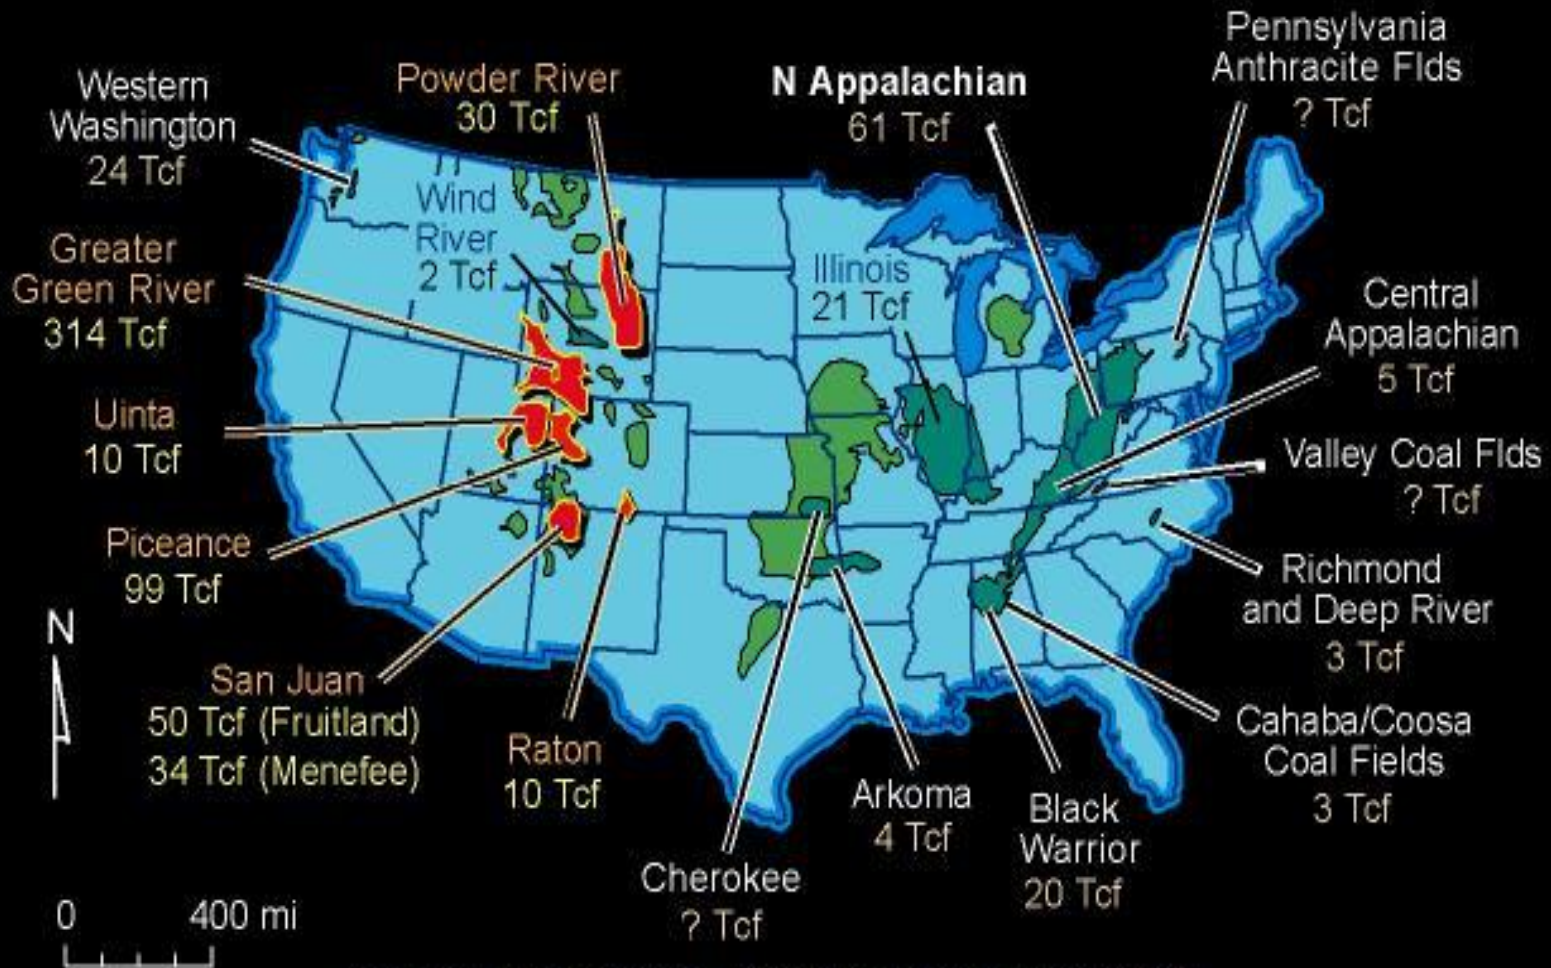 Pennsylvania
Anthracite Flds
? Tcf
Western
Washington
24 Tcf
Powder River
30 Tcf
N Appalachian
61 Tcf
Wind
River
2 Tcf
Greater
Green River
314 Tcf
Illinois
21 Tcf
Central
Appalachian
5 Tcf
Uinta
10 Tcf
Valley Coal Flds
? Tcf
Piceance
99 Tcf
Richmond
and Deep River
3 Tcf
N
San Juan
50 Tcf (Fruitland)
34 Tcf (Menefee)
Raton
10 Tcf
Cahaba/Coosa
Coal Fields
3 Tcf
Arkoma
4 Tcf
Black
Warrior
20 Tcf
Cherokee
? Tcf
0 400 mi